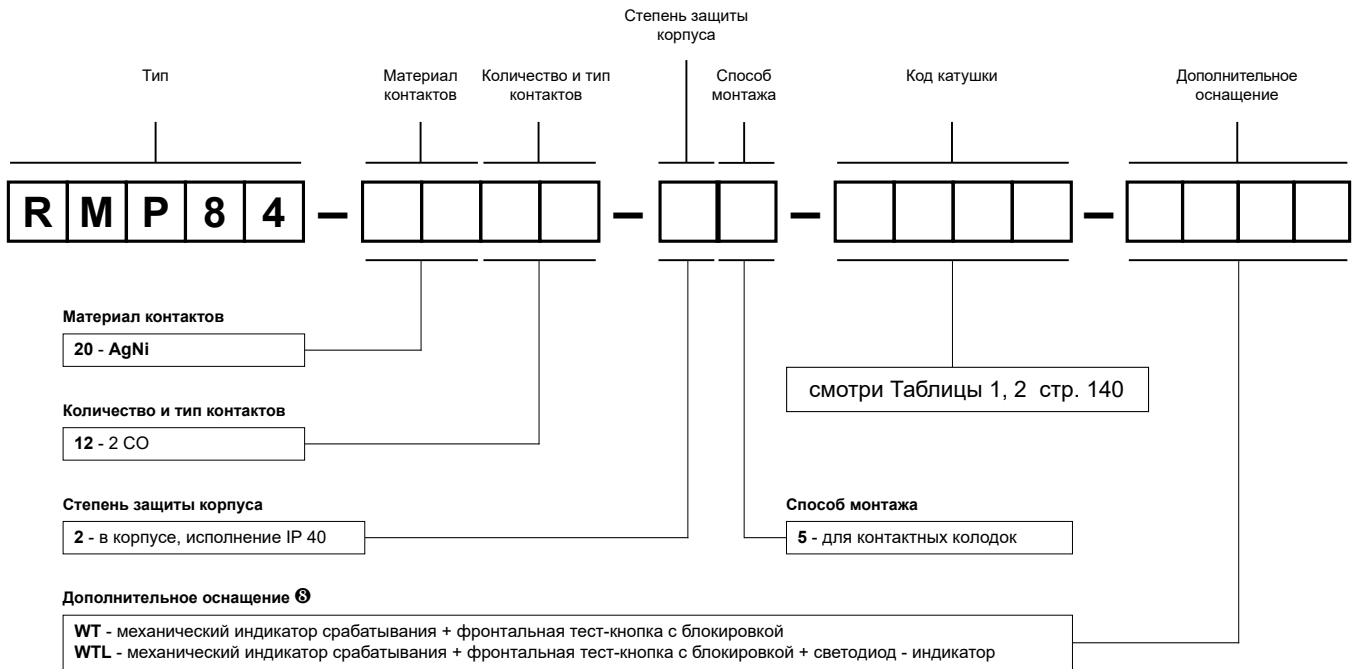 Степень защиты
корпуса
Тип
Материал
контактов
Количество и тип
контактов
Способ
монтажа
Код катушки
Дополнительное
оснащение
R M P 8 4 – – – –
Материал контактов
20 - AgNi
смотри Таблицы 1, 2 стр. 140
Количество и тип контактов
12 - 2 CO
Степень защиты корпуса
2 - в корпусе, исполнение IP 40
Способ монтажа
5 - для контактных колодок
Дополнительное оснащение ❽
WT - механический индикатор срабатывания + фронтальная тест-кнопка с блокировкой
WTL - механический индикатор срабатывания + фронтальная тест-кнопка с блокировкой + светодиод - индикатор